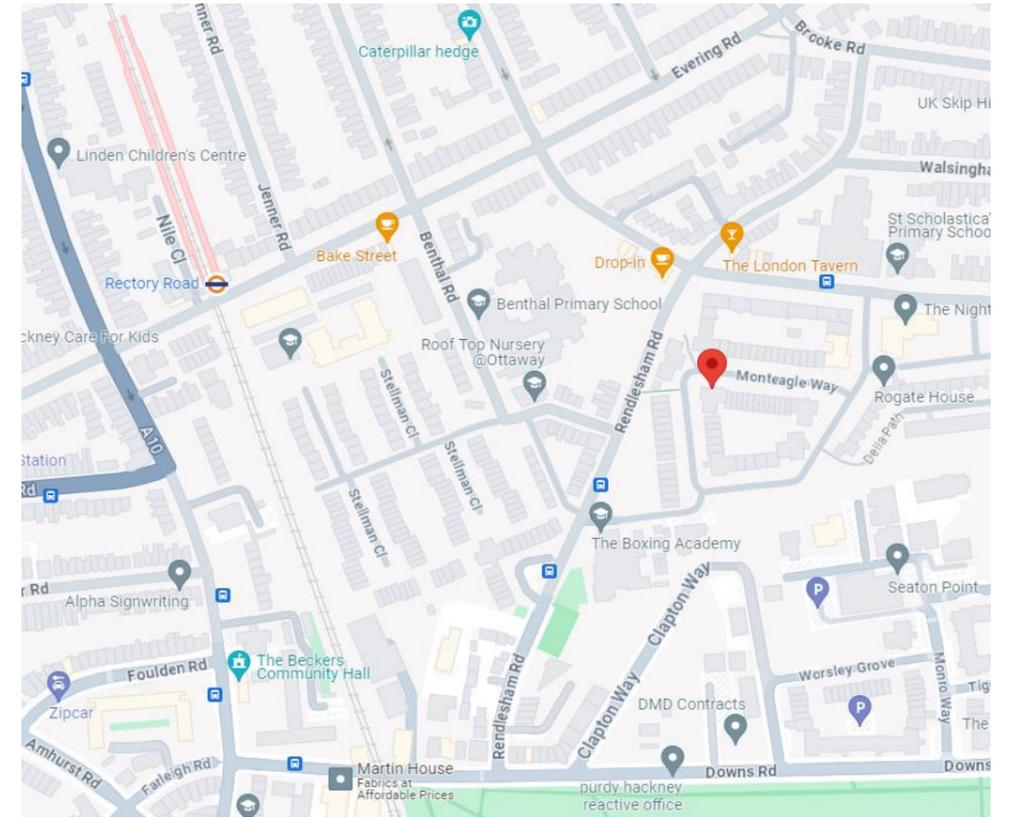 nner Rd
Caterpillar hedge
Evering Rd
Brooke Rd
UK Skip Hi
Linden Children's Centre
Walsingha
Nile Cl
Jenner Rd
St Scholastica'
Primary Schoo
Bake Street
Benthal Rd
Drop-in
The London Tavern
Rectory Road
Benthal Primary School
The Night
ckney Care For Kids
Roof Top Nursery
@Ottaway
Rendlesham Rd
Monteagle Way
Rogate House
Stellman Cl
Della Path
A10
Stellman Cl
Station
Rd
Stellman Cl
The Boxing Academy
r Rd
Alpha Signwriting
Clapton Way
P
Seaton Point
The Beckers
Community Hall
Foulden Rd
Rendlesham Rd
Worsley Grove
Monro Way
Tig
Zipcar
Clapton Way
DMD Contracts
P
The
Amhurst Rd
Farleigh Rd
Martin House
Fabrics at
Affordable Prices
Downs Rd
Downs
purdy hackney
reactive office